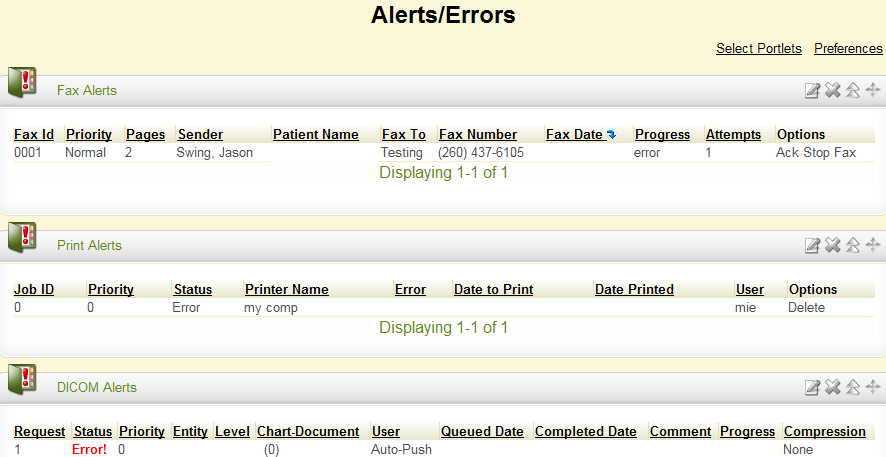 Alerts/Errors
Select Portlets Preferences
Fax Alerts
Fax Id Priority Pages Sender Patient Name Fax To Fax Number Fax Date Progress Attempts Options
0001 Normal 2 Swing, Jason Testing (260) 437-6105 error 1 Ack Stop Fax
Displaying 1-1 of 1
Print Alerts
Job ID Priority Status Printer Name Error Date to Print Date Printed User Options
0 0 Error my comp mie Delete
Displaying 1-1 of 1
DICOM Alerts
Request Status Priority Entity Level Chart-Document User Queued Date Completed Date Comment Progress Compression
1 Error! 0 (0) Auto-Push None